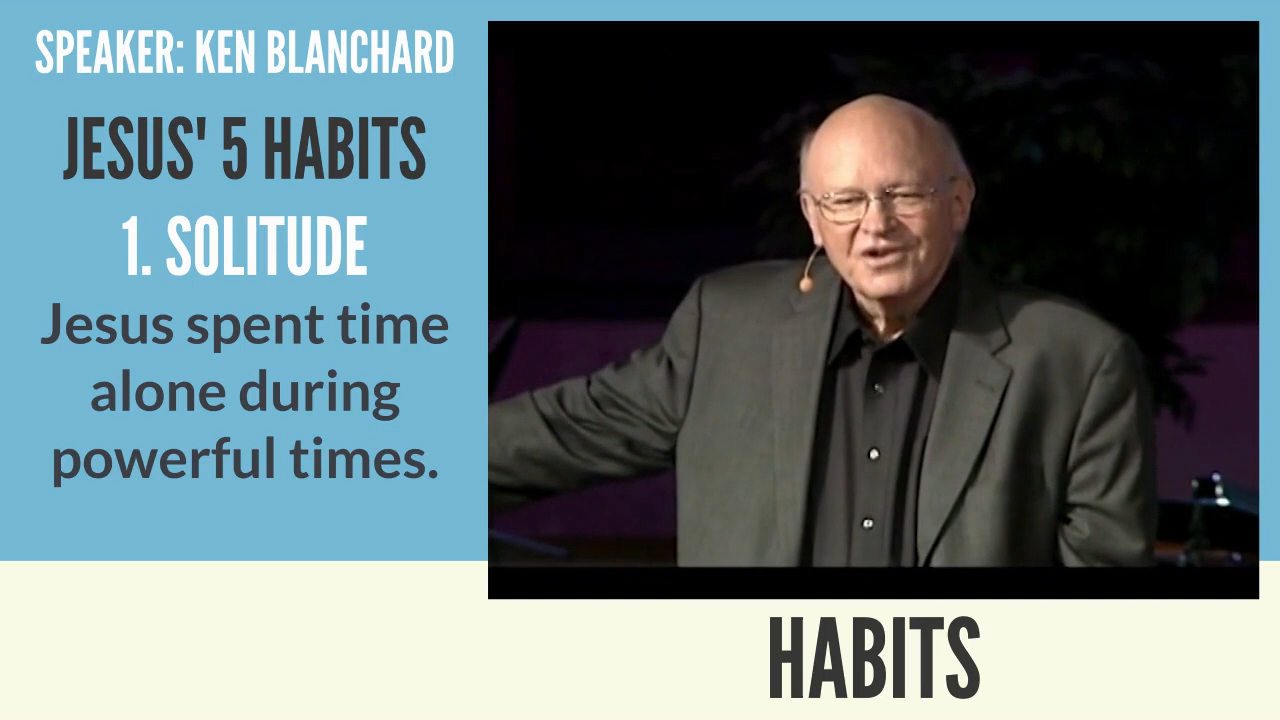 SPEAKER: KEN BLANCHARD
JESUS' 5 HABITS
1. SOLITUDE
Jesus spent time
alone during
powerful times.
HABITS